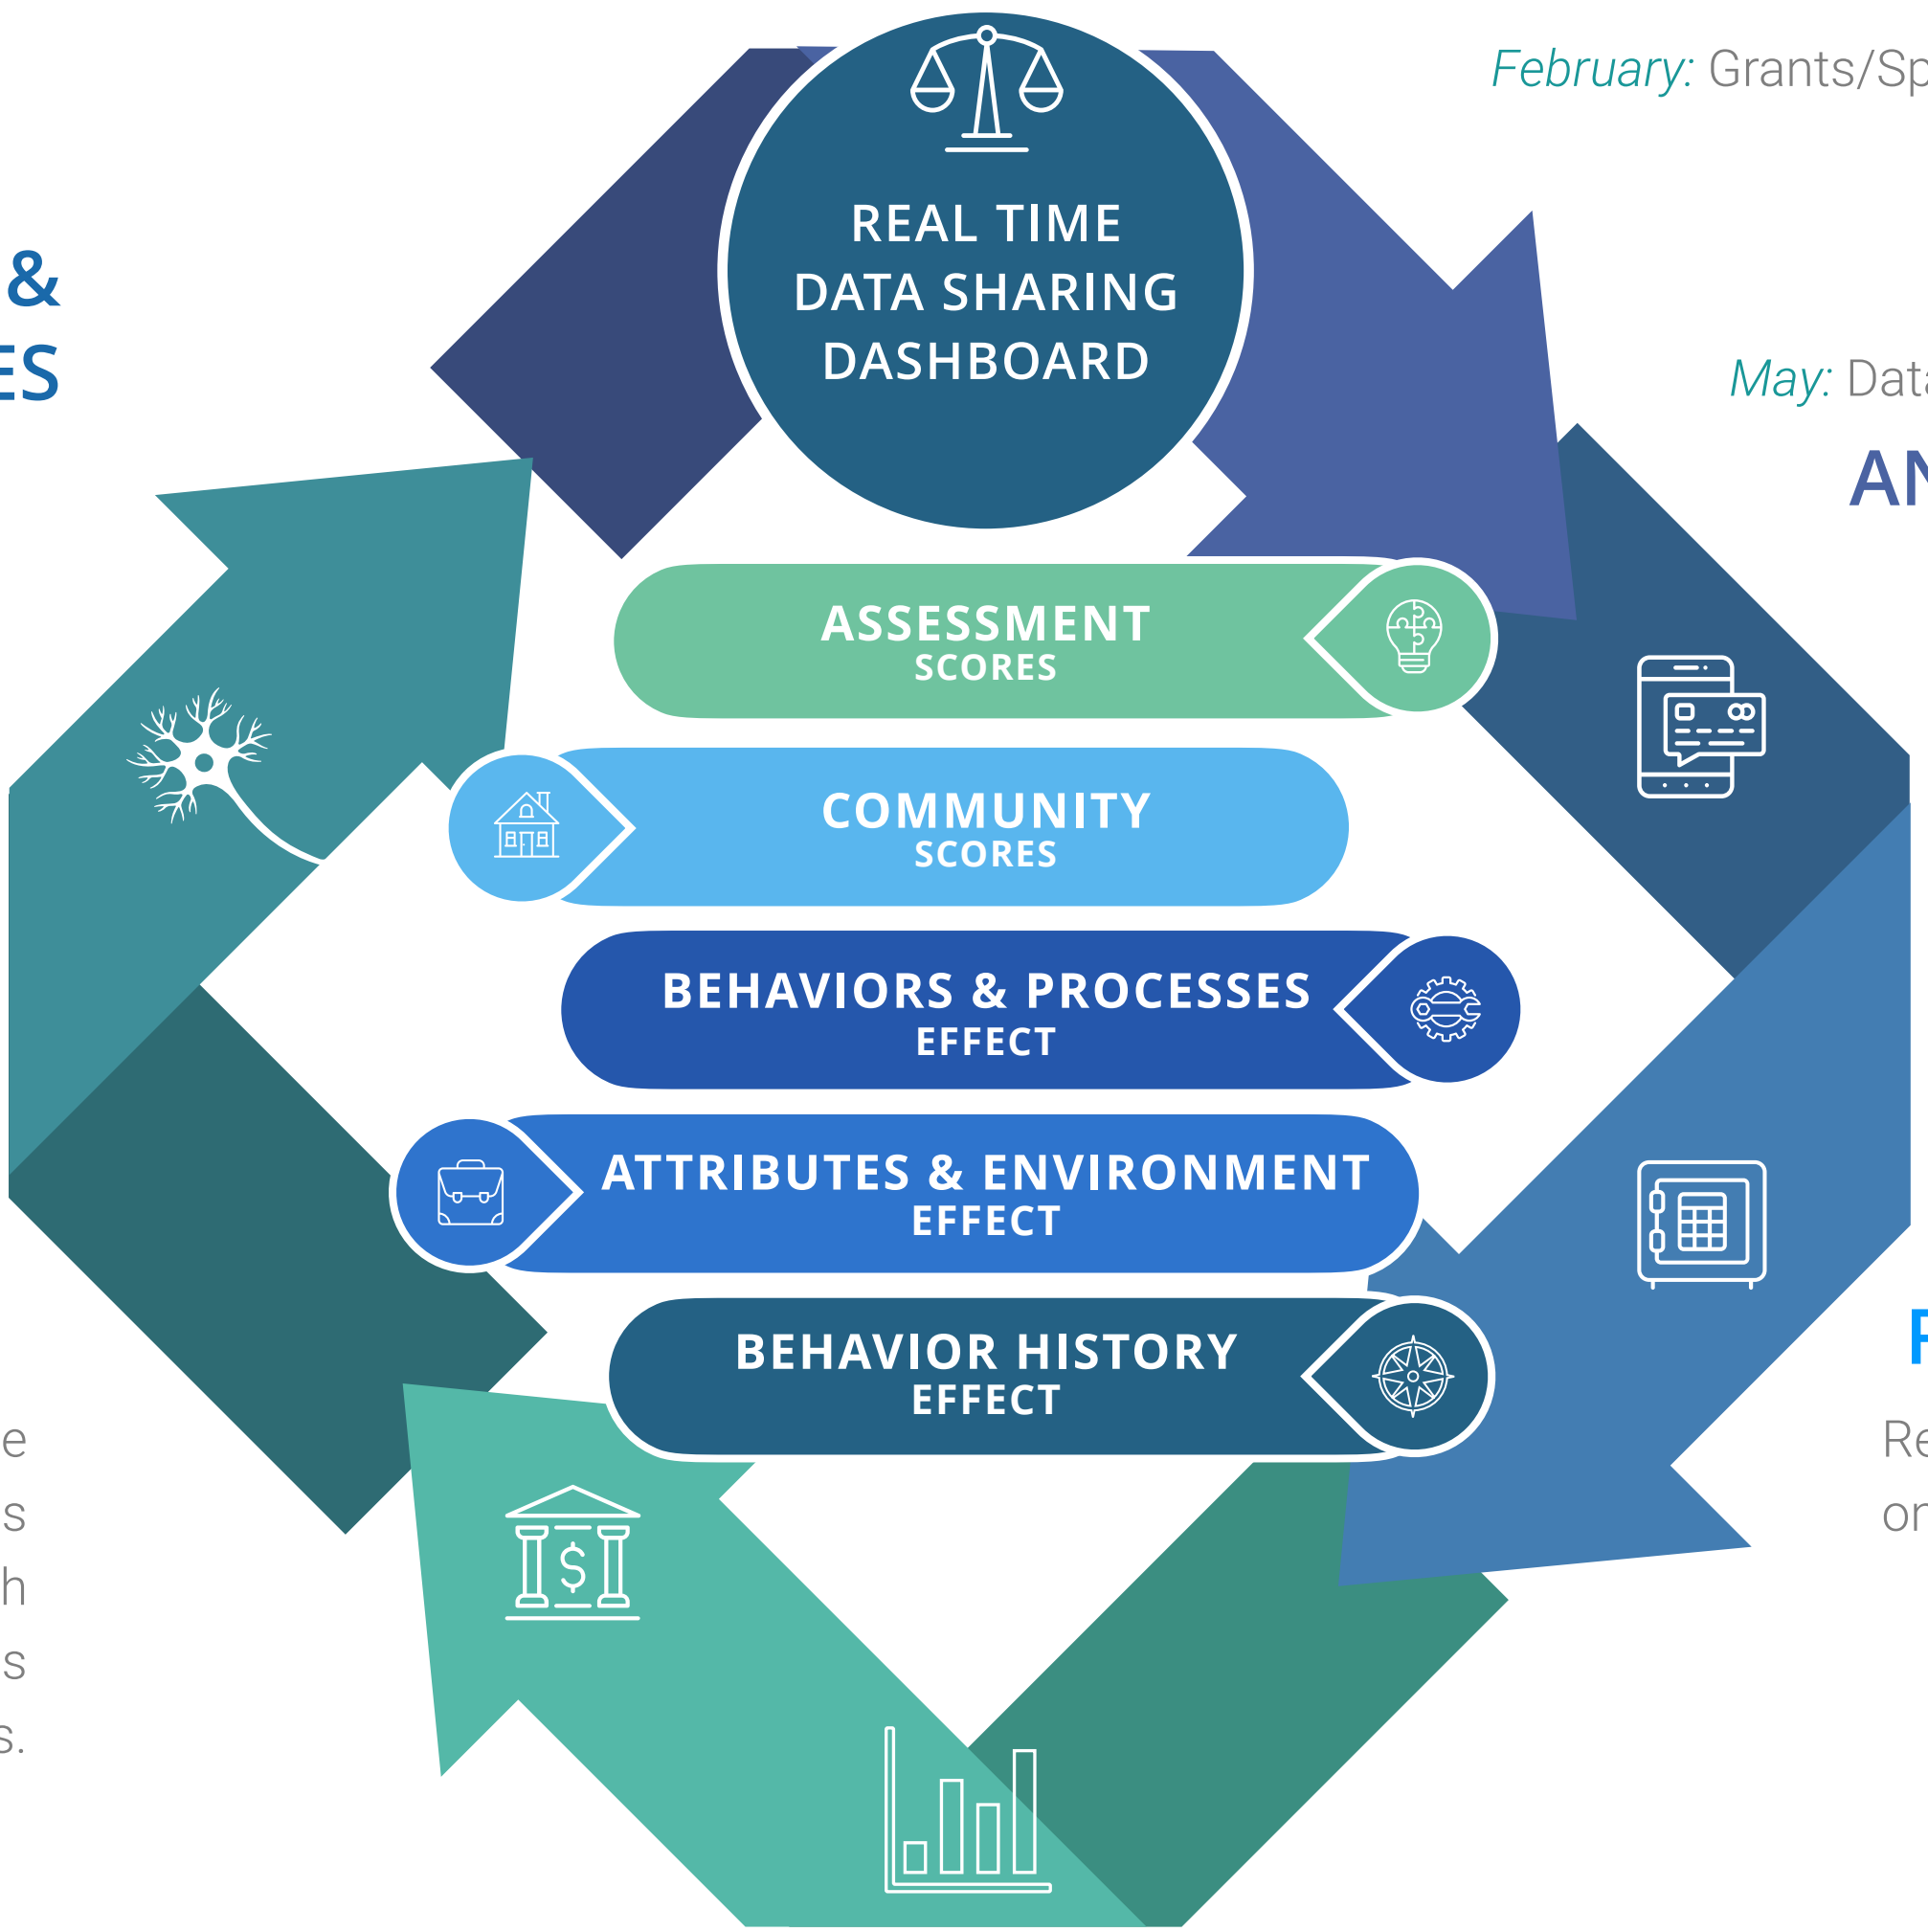 February: Grants/Sp
REAL TIME
DATA SHARING
DASHBOARD
&
ES
May: Data
AN
ASSESSMENT
SCORES
COMMUNITY
SCORES
BEHAVIORS & PROCESSES
EFFECT
ATTRIBUTES & ENVIRONMENT
EFFECT
BEHAVIOR HISTORY
EFFECT
$
e
s
h
s
s.
Re
on